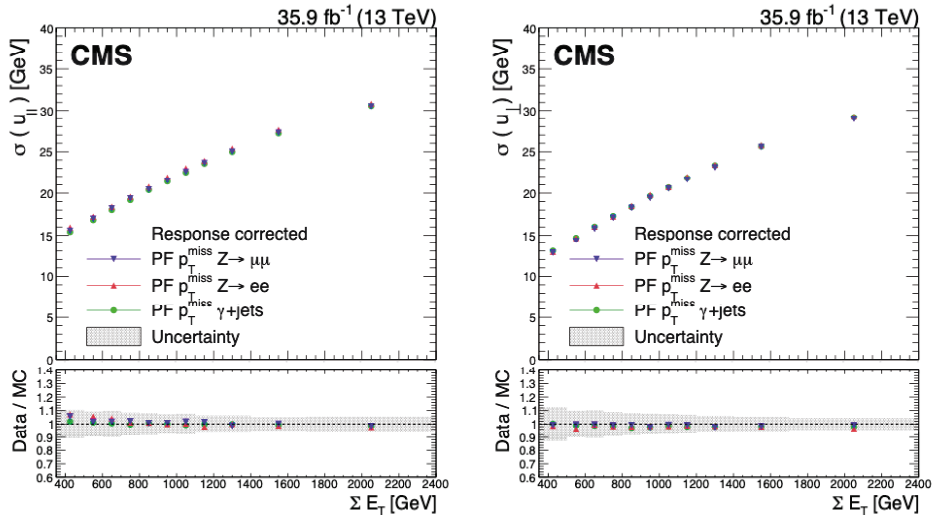 35.9 fb⁻¹ (13 TeV)
CMS
σ ( u∥ ) [GeV]
40
35
30
25
20
15
10
5
0
Response corrected
PF p_T^miss Z→ μμ
PF p_T^miss Z→ ee
PF p_T^miss γ+jets
Uncertainty
Data / MC
1.4
1.3
1.2
1.1
1
0.9
0.8
0.7
0.6
400 600 800 1000 1200 1400 1600 1800 2000 2200 2400
Σ E_T [GeV]
35.9 fb⁻¹ (13 TeV)
CMS
σ ( u⊥ ) [GeV]
40
35
30
25
20
15
10
5
0
Response corrected
PF p_T^miss Z→ μμ
PF p_T^miss Z→ ee
PF p_T^miss γ+jets
Uncertainty
Data / MC
1.4
1.3
1.2
1.1
1
0.9
0.8
0.7
0.6
400 600 800 1000 1200 1400 1600 1800 2000 2200 2400
Σ E_T [GeV]